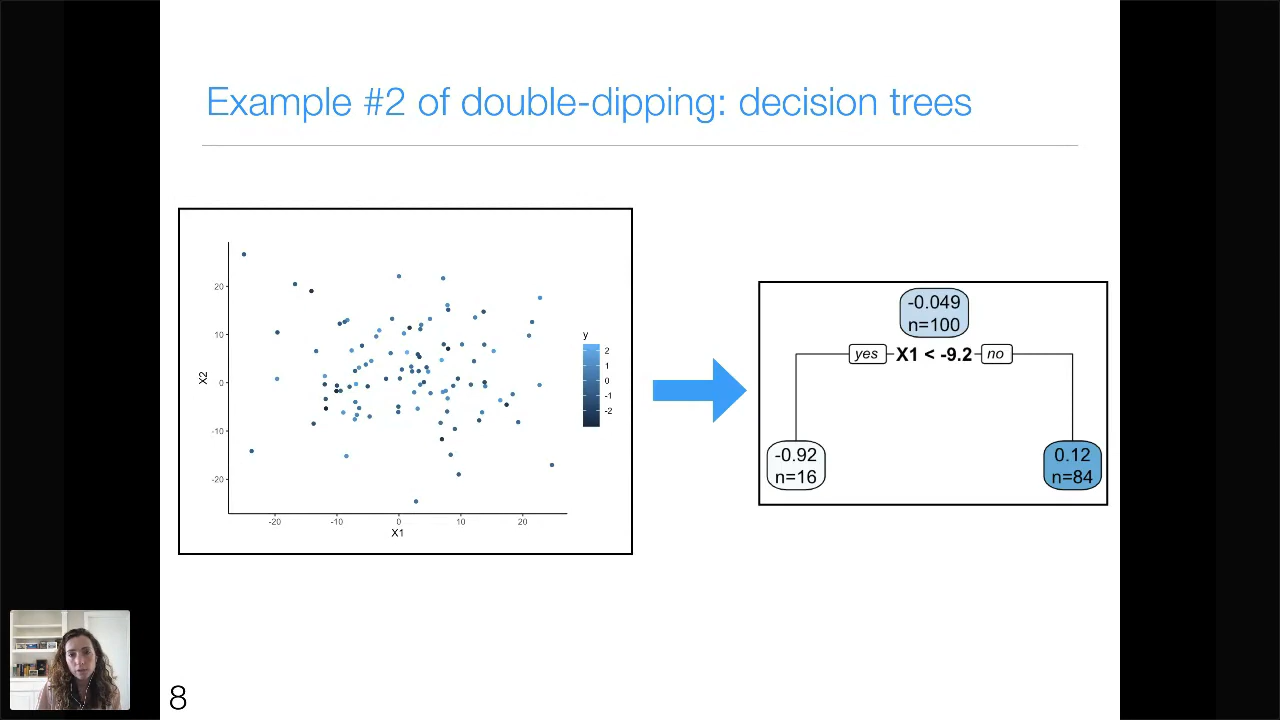 Example #2 of double-dipping: decision trees
X2
20
10
0
-10
-20
-20
-10
0
10
20
X1
y
2
1
0
-1
-2
-0.049
n=100
yes X1 < -9.2 no
-0.92
n=16
0.12
n=84
8